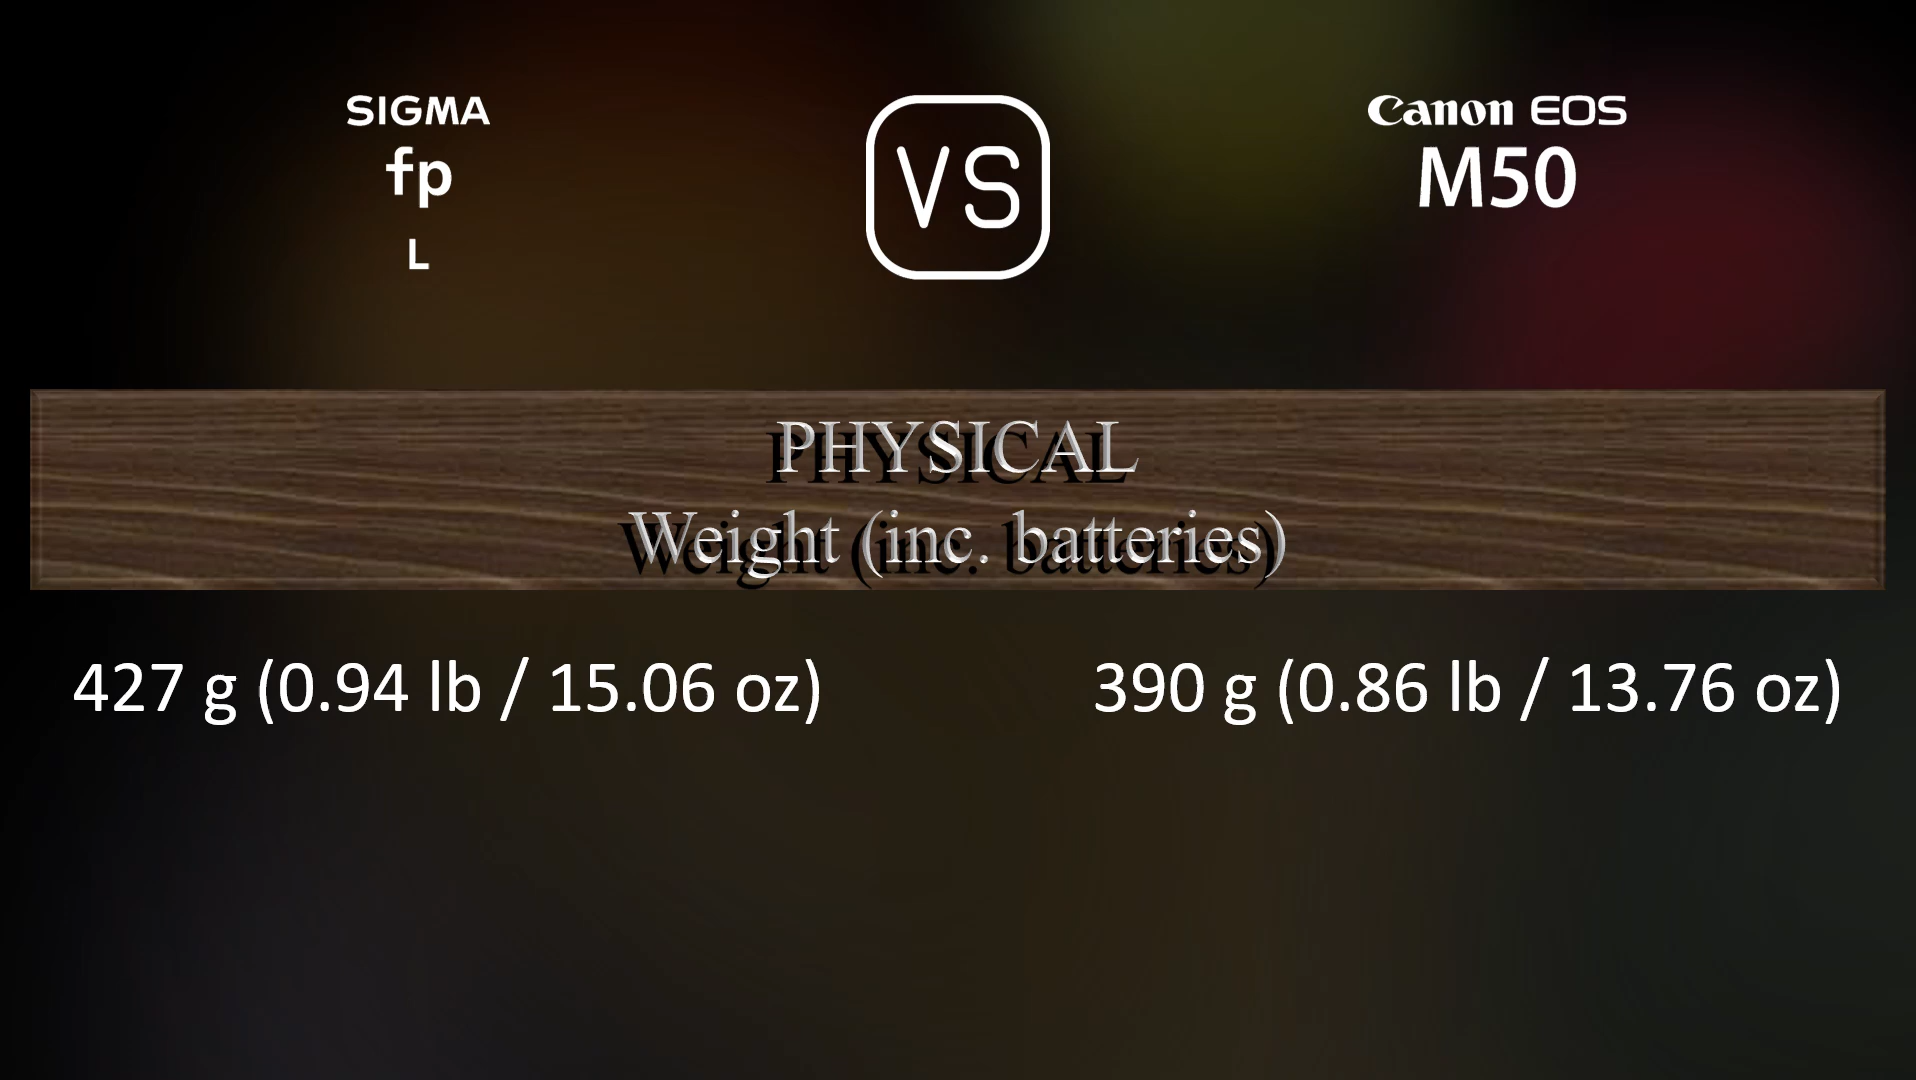 SIGMA
fp
L
VS
Canon EOS
M50
PHYSICAL
Weight (inc. batteries)
427 g (0.94 lb / 15.06 oz)
390 g (0.86 lb / 13.76 oz)